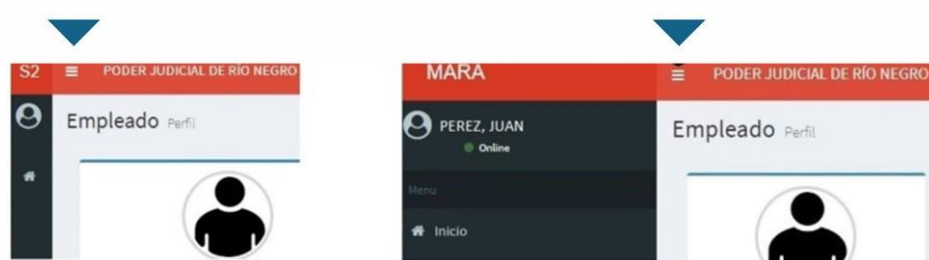 S2
PODER JUDICIAL DE RÍO NEGRO
Empleado Perfil
MARA
PODER JUDICIAL DE RÍO NEGRO
PEREZ, JUAN
Online
Menu
Inicio
Empleado Perfil